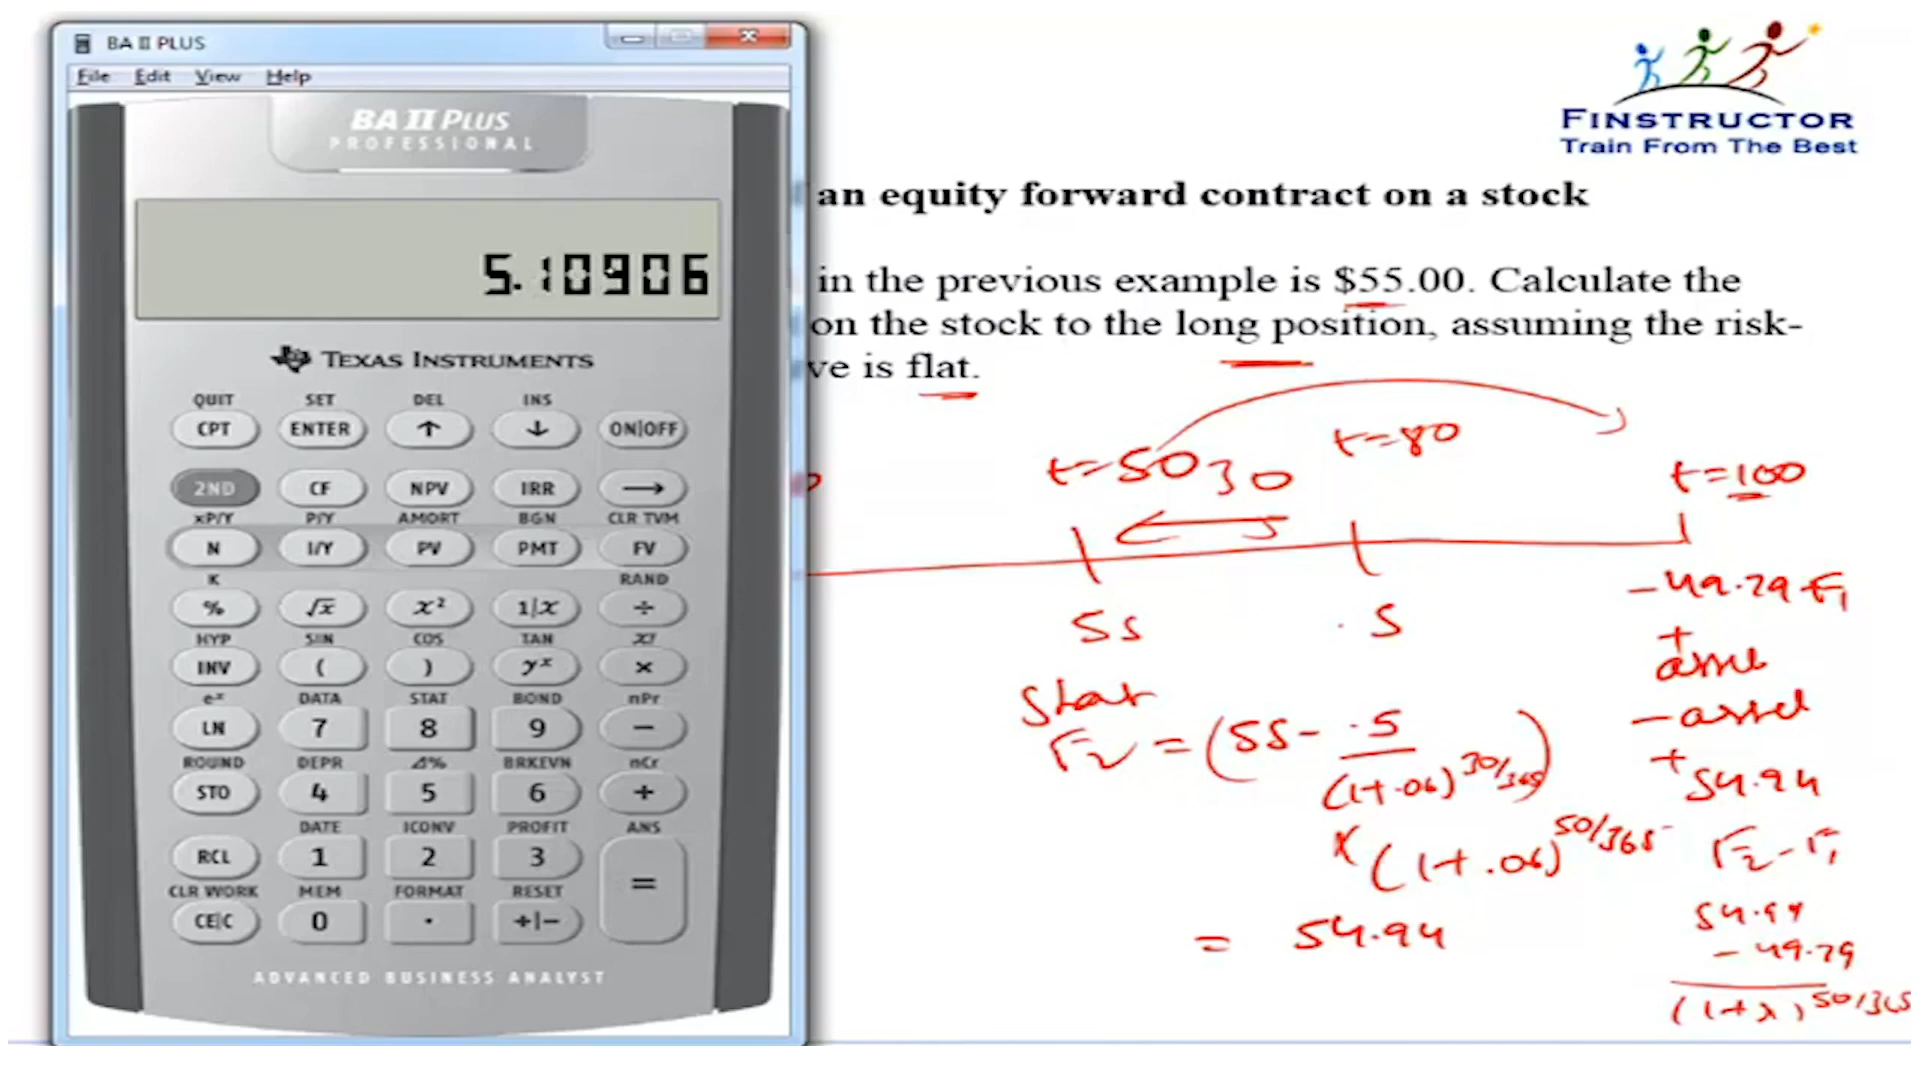 BA II PLUS
File Edit View Help
BA II PLUS
PROFESSIONAL
5.10906
TEXAS INSTRUMENTS
QUIT SET DEL INS
CPT ENTER ↑ ↓ ON|OFF
2ND CF NPV IRR →
xP/Y P/Y AMORT BGN CLR TVM
N I/Y PV PMT FV
K RAND
% √x x² 1/x ÷
HYP SIN COS TAN x!
INV ( ) yˣ ×
eˣ DATA STAT BOND nPr
LN 7 8 9 −
ROUND DEPR Δ% BRKEVN nCr
STO 4 5 6 +
DATE ICONV PROFIT ANS
RCL 1 2 3 =
CLR WORK MEM FORMAT RESET
CE|C 0 . +|−
ADVANCED BUSINESS ANALYST
FINSTRUCTOR
Train From The Best
an equity forward contract on a stock
in the previous example is $55.00. Calculate the
on the stock to the long position, assuming the risk-
ve is flat.
t=50 30 t=80 t=100
55 .5
-49.79 F₁
+
asset
- asset
+ 54.94
F₂ = (55 - .5/(1+.06)^30/365)
× (1+.06)^50/365
= 54.94
F₂ - F₁
54.94
- 49.79
(1+r)^50/365